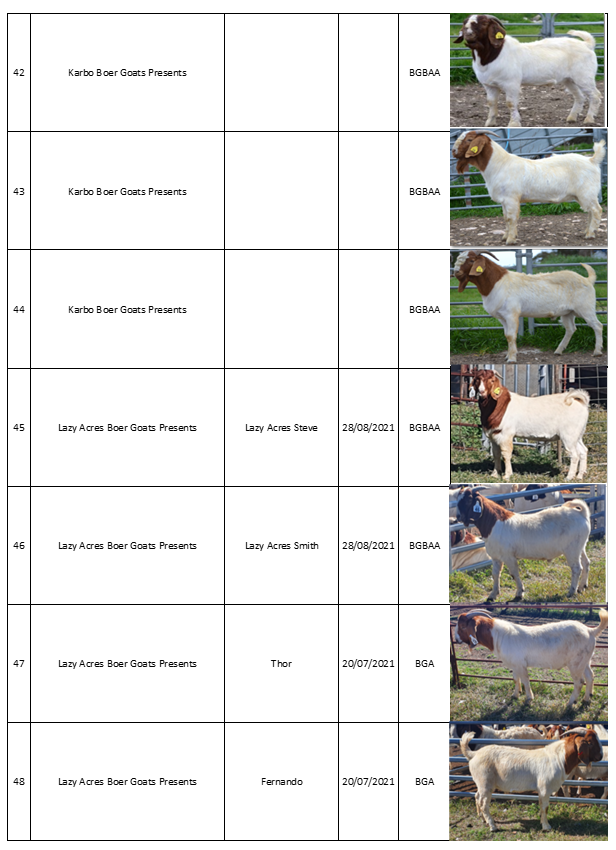 42 Karbo Boer Goats Presents BGBAA
43 Karbo Boer Goats Presents BGBAA
44 Karbo Boer Goats Presents BGBAA
45 Lazy Acres Boer Goats Presents Lazy Acres Steve 28/08/2021 BGBAA
46 Lazy Acres Boer Goats Presents Lazy Acres Smith 28/08/2021 BGBAA
47 Lazy Acres Boer Goats Presents Thor 20/07/2021 BGA
48 Lazy Acres Boer Goats Presents Fernando 20/07/2021 BGA